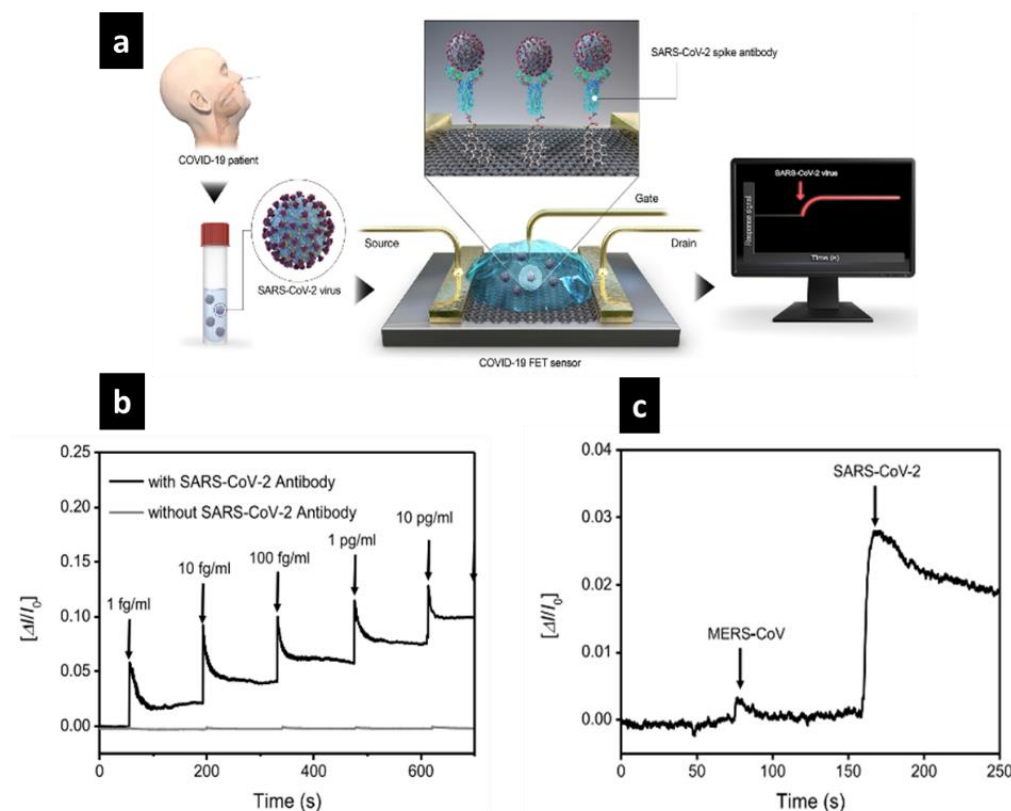 a
SARS-CoV-2 spike antibody
COVID-19 patient
Gate
Source
Drain
SARS-CoV-2 virus
COVID-19 FET sensor
SARS-CoV-2 virus
Response signal
Time (s)
b
0.25
0.20
0.15
0.10
0.05
0.00
[ΔI/I₀]
with SARS-CoV-2 Antibody
without SARS-CoV-2 Antibody
1 fg/ml
10 fg/ml
100 fg/ml
1 pg/ml
10 pg/ml
0
200
400
600
Time (s)
c
0.04
0.03
0.02
0.01
0.00
[ΔI/I₀]
SARS-CoV-2
MERS-CoV
0
50
100
150
200
250
Time (s)